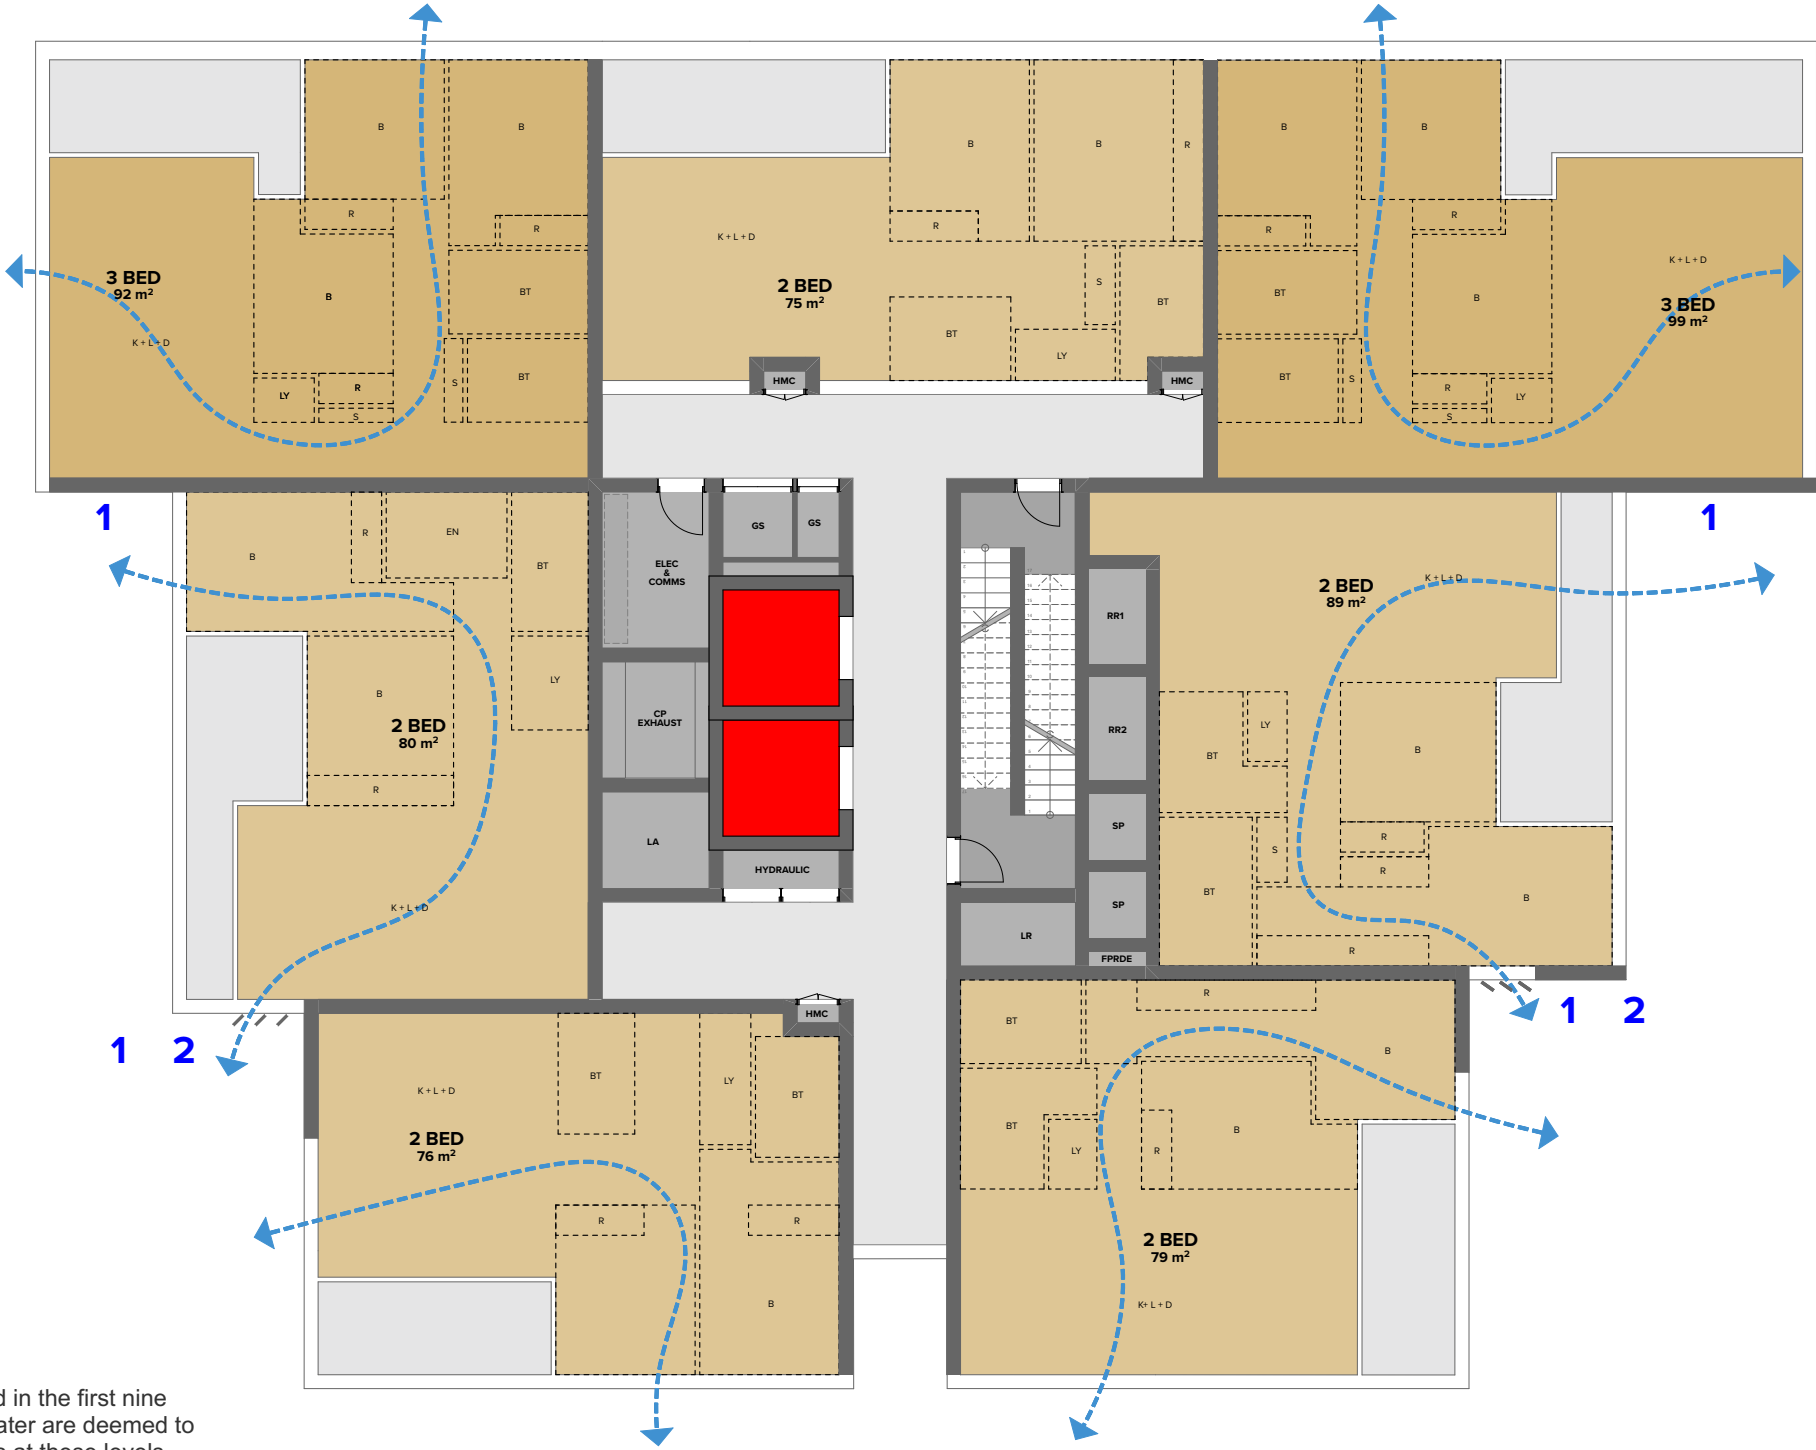 B
B
R
R
B
3 BED
92 m²
K + L + D
BT
BT
S
LY
R
S
K + L + D
2 BED
75 m²
B
B
R
R
S
BT
BT
LY
HMC
HMC
B
B
R
R
BT
BT
S
B
R
S
LY
K + L + D
3 BED
99 m²
1
1
B
R
EN
BT
LY
B
2 BED
80 m²
R
K + L + D
ELEC
&
COMMS
GS
GS
CP
EXHAUST
LA
HYDRAULIC
RR1
RR2
SP
SP
LR
FPRDE
2 BED
89 m²
K + L + D
BT
LY
B
BT
S
R
R
B
R
1 2
1 2
HMC
K + L + D
2 BED
76 m²
BT
LY
BT
R
R
B
BT
R
B
BT
LY
R
B
2 BED
79 m²
K+ L + D
d in the first nine
ater are deemed to